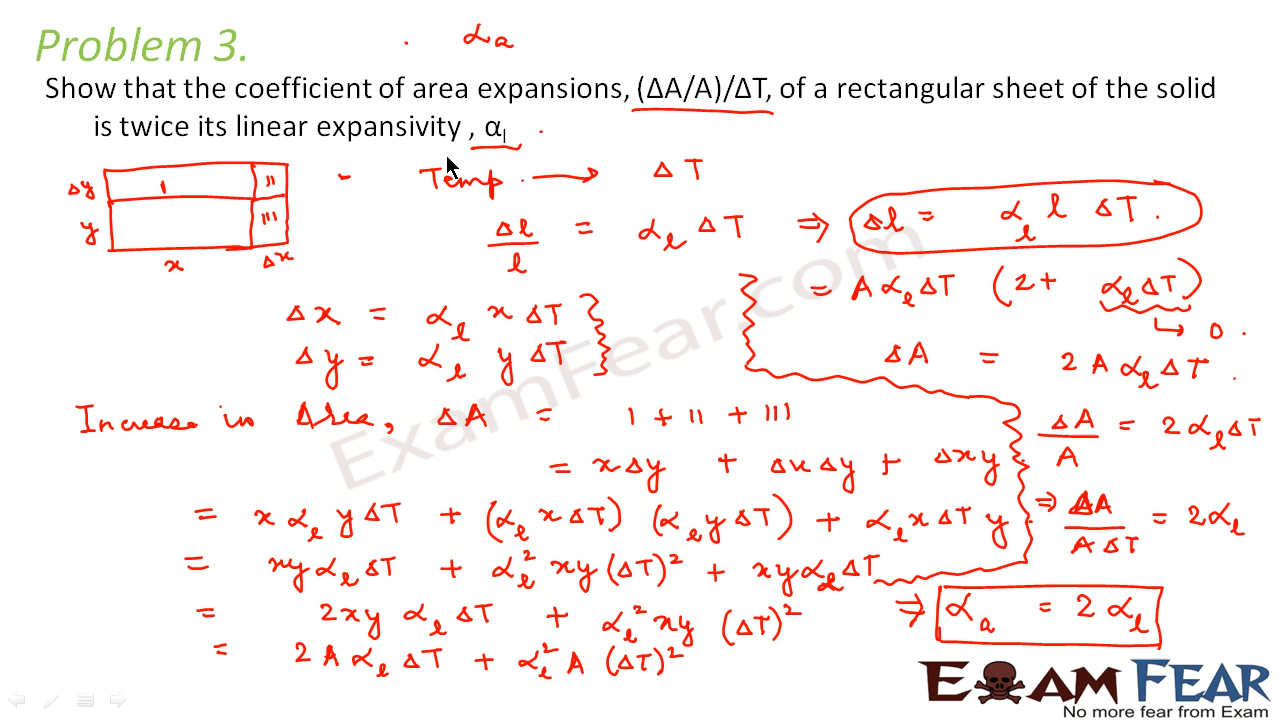 Problem 3.
αₐ
Show that the coefficient of area expansions, (ΔA/A)/ΔT, of a rectangular sheet of the solid
is twice its linear expansivity , αₗ
Δy I II
y III
x Δx
Temp → ΔT
Δl/l = αₗ ΔT ⇒ Δl = αₗ l ΔT.
Δx = αₗ x ΔT
Δy = αₗ y ΔT
Increase in Area, ΔA = I + II + III
= xΔy + ΔxΔy + Δxy
= x αₗ y ΔT + (αₗ x ΔT) (αₗ y ΔT) + αₗ x ΔT y
= xy αₗ ΔT + αₗ² xy (ΔT)² + xy αₗ ΔT
= 2xy αₗ ΔT + αₗ² xy (ΔT)²
= 2 A αₗ ΔT + αₗ² A (ΔT)²
= A αₗ ΔT (2 + αₗ ΔT)
↳ 0.
ΔA = 2 A αₗ ΔT.
ΔA/A = 2 αₗ ΔT
⇒ ΔA/A ΔT = 2 αₗ
⇒ αₐ = 2 αₗ
ExamFear.com
EXAM FEAR
No more fear from Exam